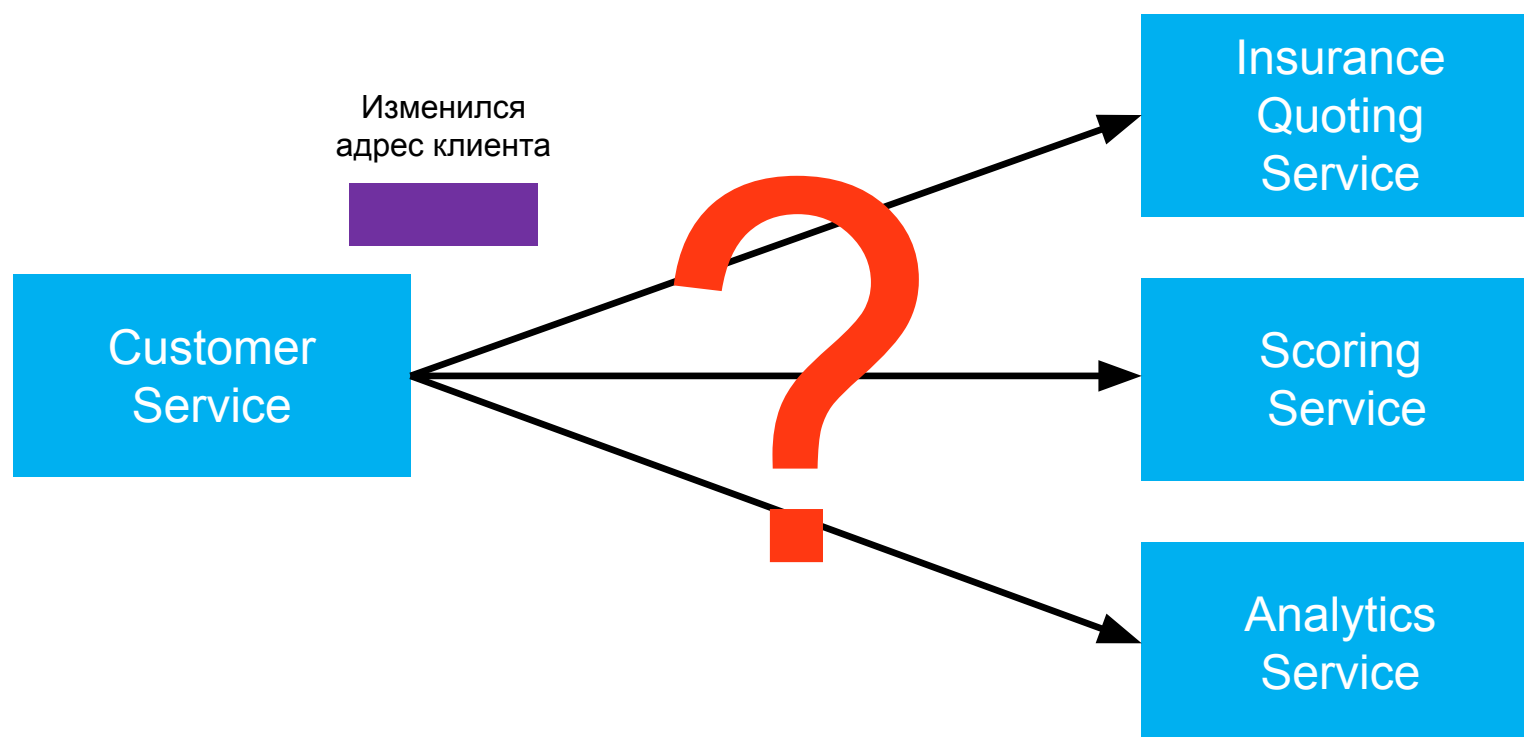 Изменился
адрес клиента
Customer
Service
?
Insurance
Quoting
Service
Scoring
Service
Analytics
Service